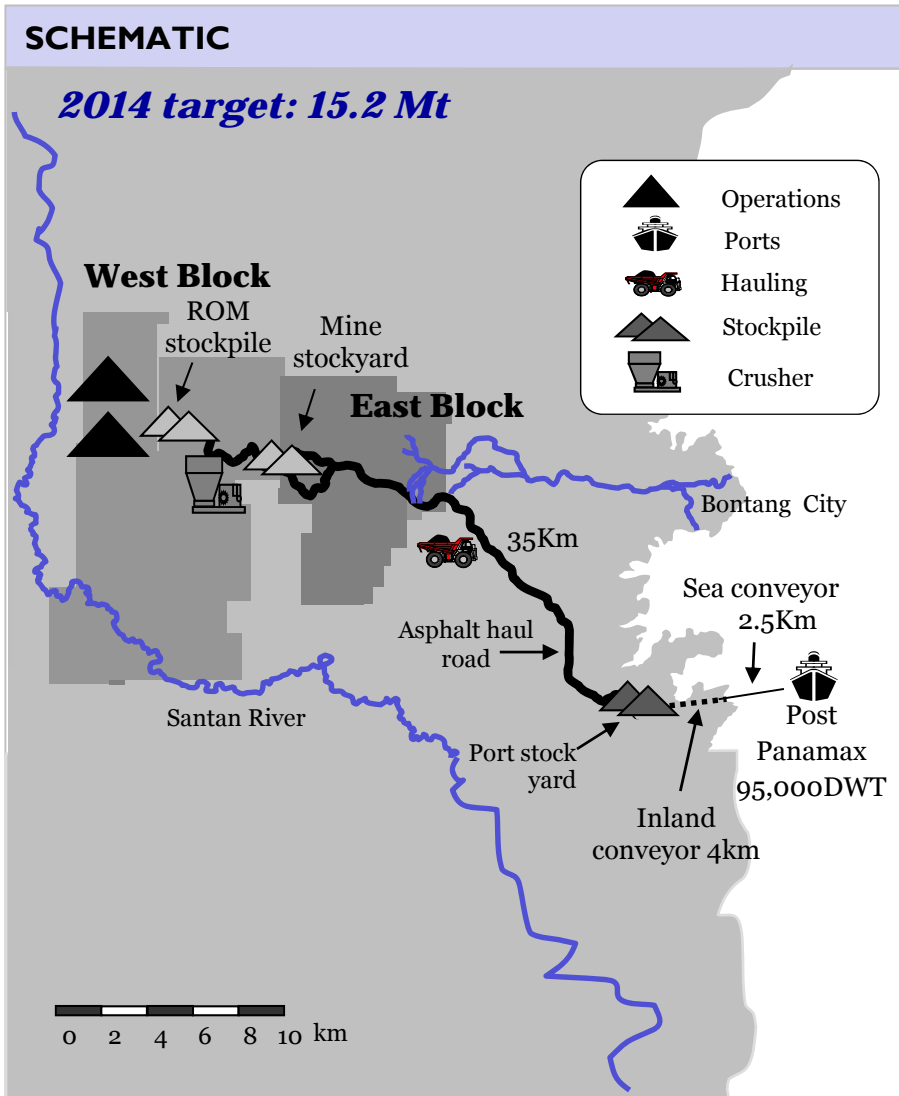 SCHEMATIC
2014 target: 15.2 Mt
Operations
Ports
Hauling
Stockpile
Crusher
West Block
ROM
stockpile
Mine
stockyard
East Block
Bontang City
35Km
Sea conveyor
2.5Km
Asphalt haul
road
Santan River
Port stock
yard
Post
Panamax
95,000DWT
Inland
conveyor 4km
0 2 4 6 8 10 km